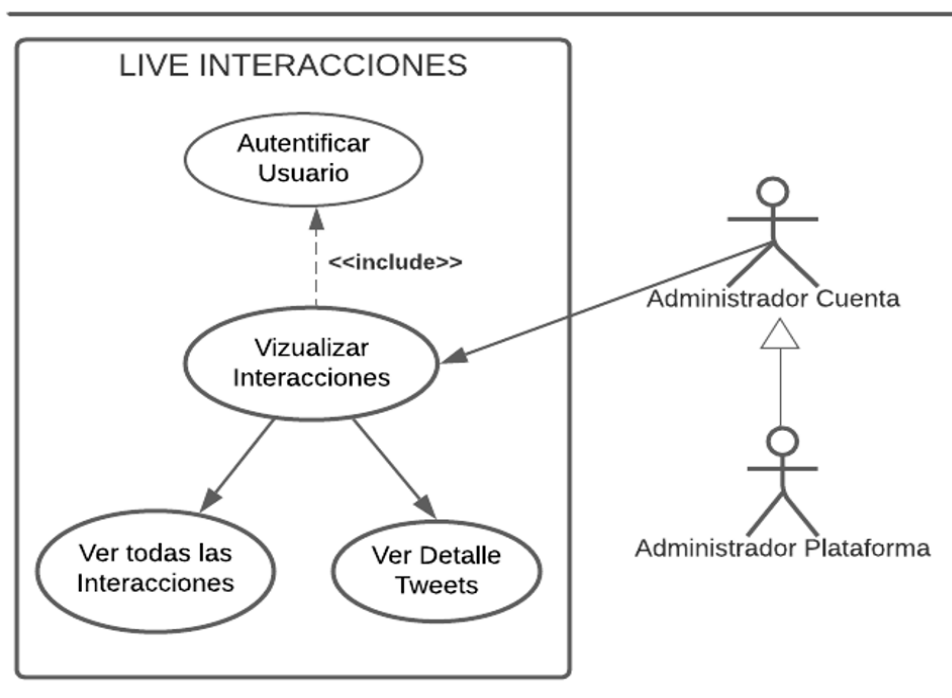 LIVE INTERACCIONES
Autentificar
Usuario
<<include>>
Vizualizar
Interacciones
Ver todas las
Interacciones
Ver Detalle
Tweets
Administrador Cuenta
Administrador Plataforma